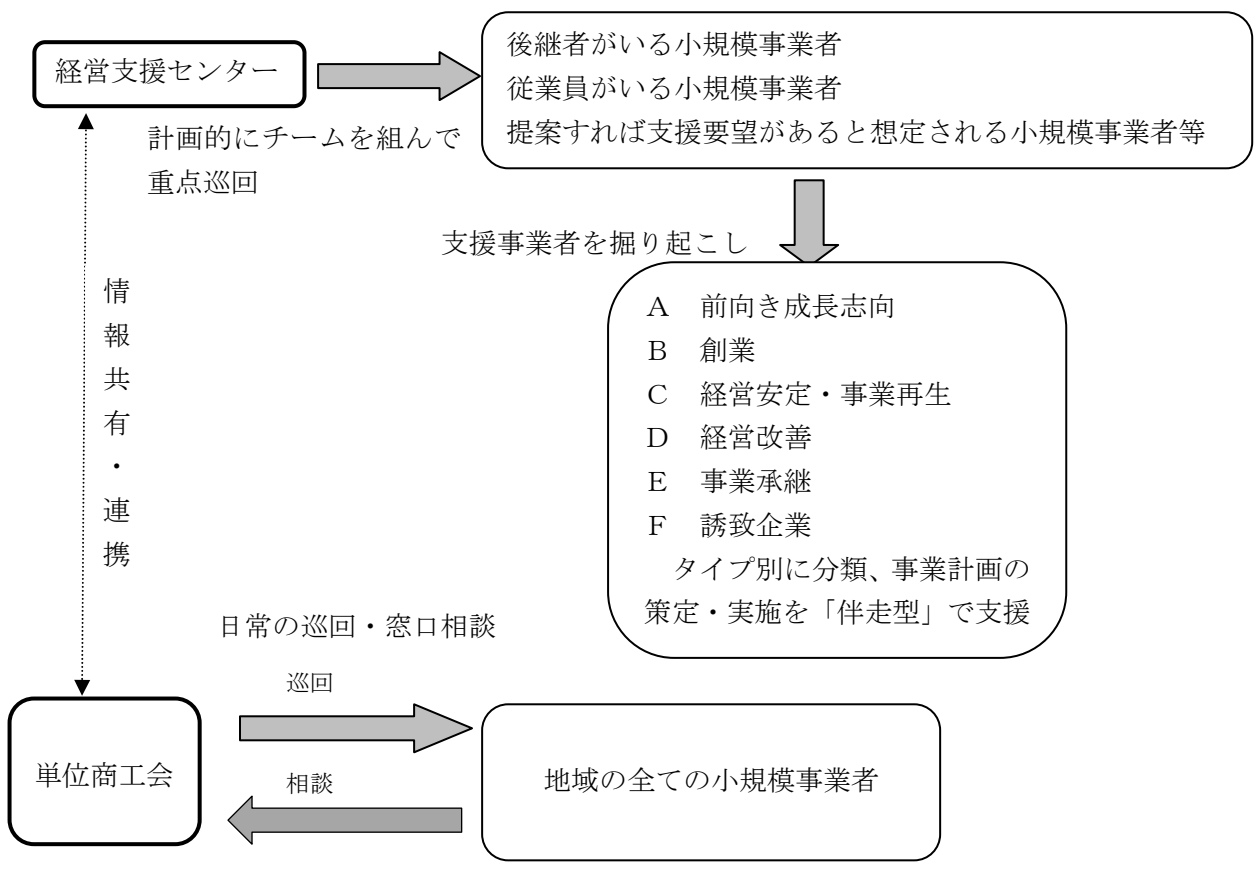 経営支援センター
後継者がいる小規模事業者
従業員がいる小規模事業者
提案すれば支援要望があると想定される小規模事業者等
計画的にチームを組んで
重点巡回
支援事業者を掘り起こし
A 前向き成長志向
B 創業
C 経営安定・事業再生
D 経営改善
E 事業承継
F 誘致企業
タイプ別に分類、事業計画の
策定・実施を「伴走型」で支援
情報共有・連携
日常の巡回・窓口相談
巡回
単位商工会
相談
地域の全ての小規模事業者